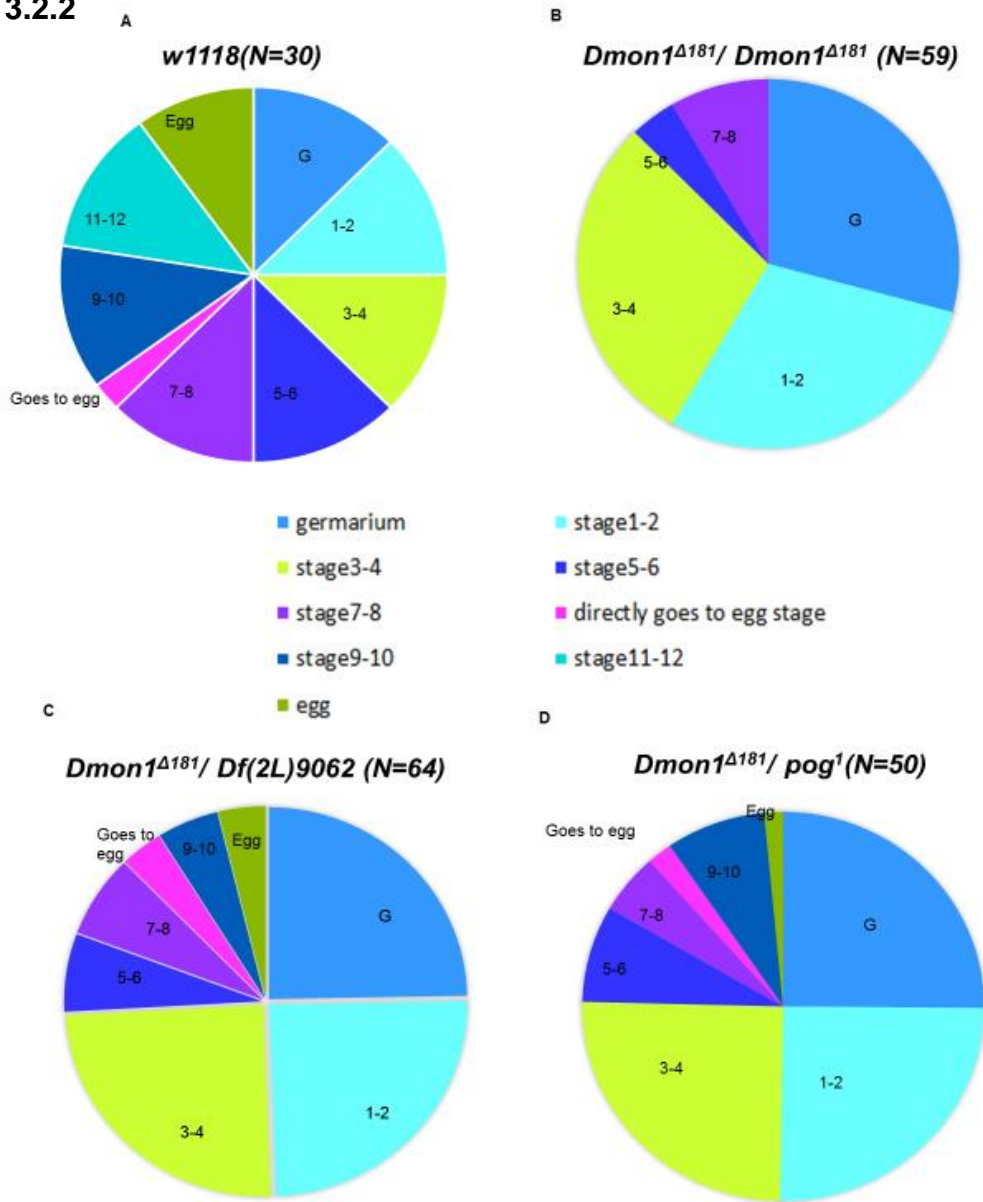 3.2.2
A
w1118(N=30)
Egg
G
1-2
11-12
9-10
3-4
Goes to egg
7-8
5-6
B
Dmon1Δ181/ Dmon1Δ181 (N=59)
7-8
5-6
G
3-4
1-2
germarium
stage1-2
stage3-4
stage5-6
stage7-8
directly goes to egg stage
stage9-10
stage11-12
egg
C
Dmon1Δ181/ Df(2L)9062 (N=64)
Goes to
egg
9-10
Egg
G
7-8
5-6
3-4
1-2
D
Dmon1Δ181/ pog1(N=50)
Egg
Goes to egg
9-10
G
7-8
5-6
3-4
1-2